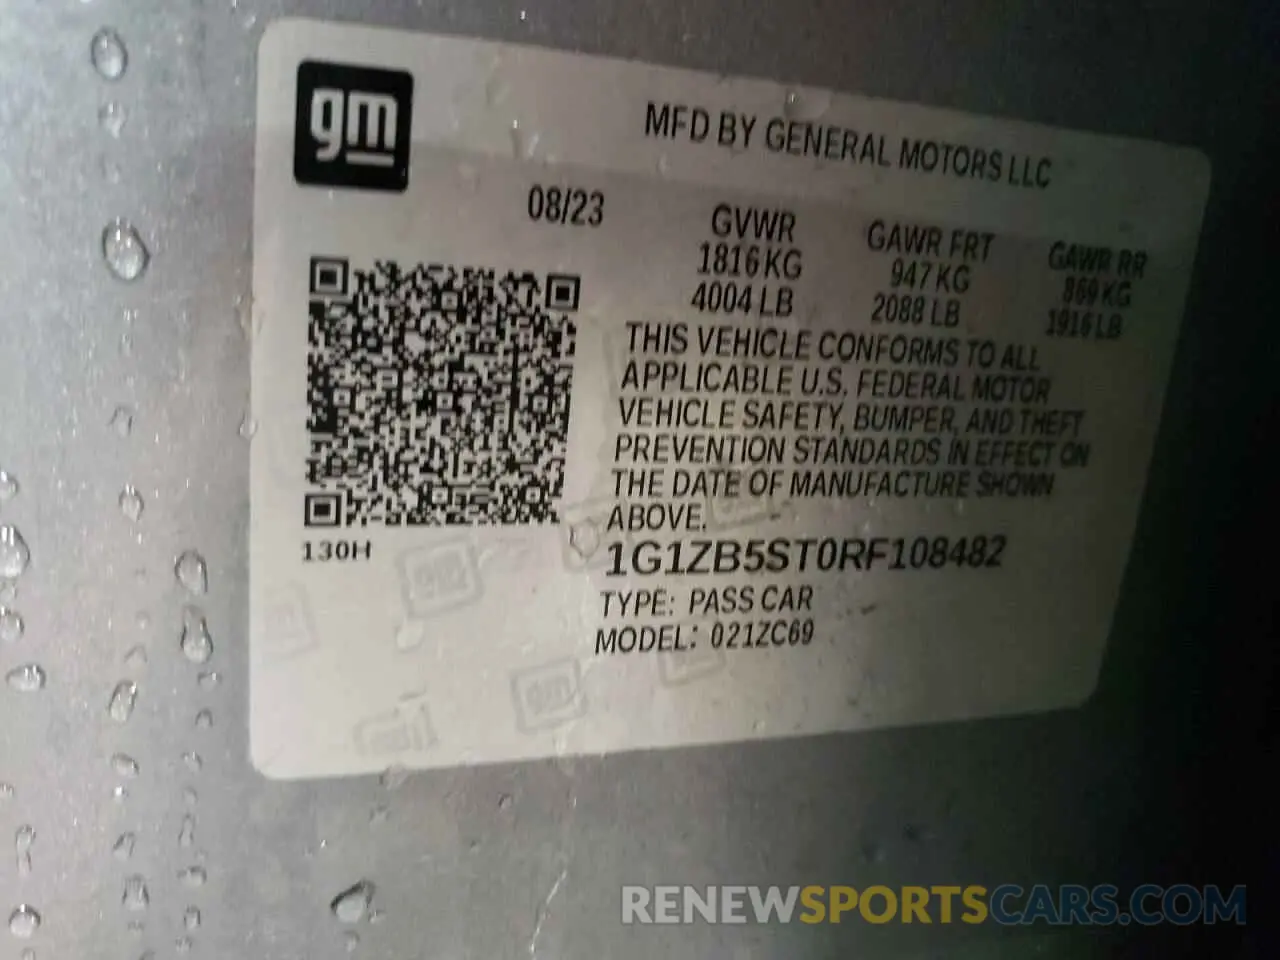 gm
MFD BY GENERAL MOTORS LLC
08/23 GVWR GAWR FRT GAWR RR
1816 KG 947 KG 869 KG
4004 LB 2088 LB 1916 LB
THIS VEHICLE CONFORMS TO ALL
APPLICABLE U.S. FEDERAL MOTOR
VEHICLE SAFETY, BUMPER, AND THEFT
PREVENTION STANDARDS IN EFFECT ON
THE DATE OF MANUFACTURE SHOWN
ABOVE.
130H
1G1ZB5ST0RF108482
TYPE: PASS CAR
MODEL: 021ZC69
gm
gm
RENEWSPORTSCARS.COM